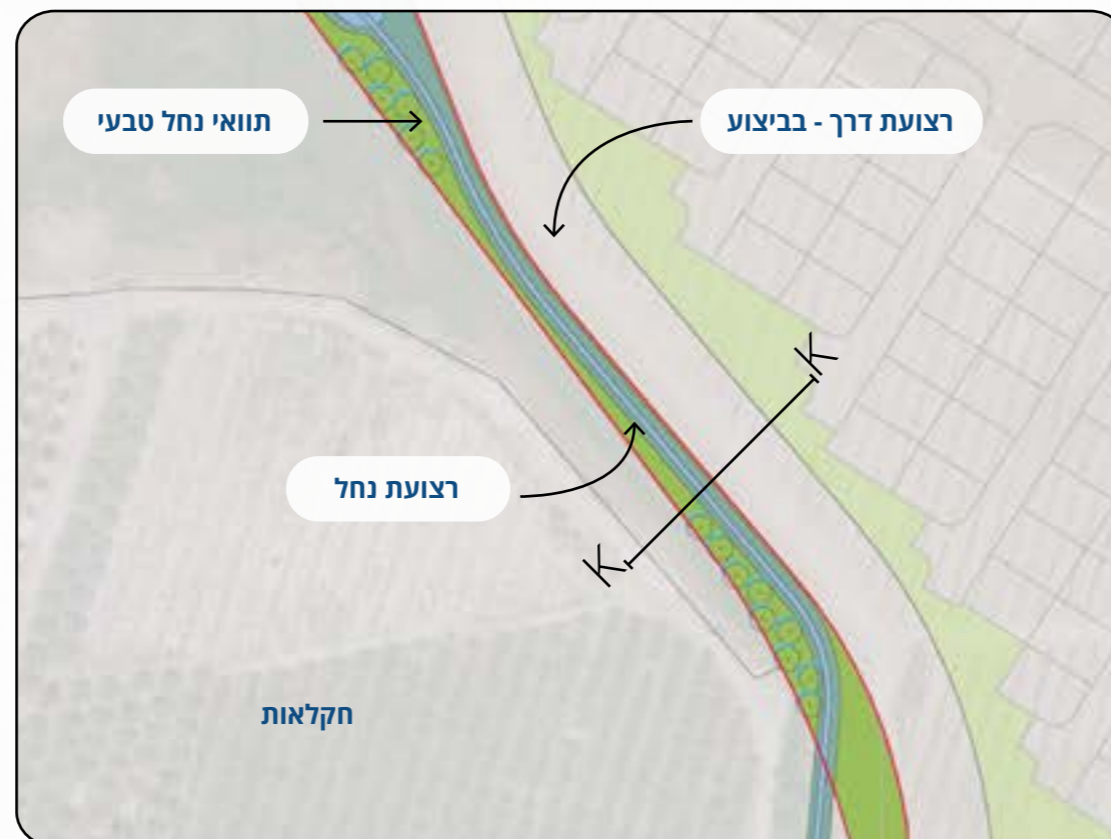 רצועת דרך - בביצוע
תוואי נחל טבעי
K
רצועת נחל
K
חקלאות